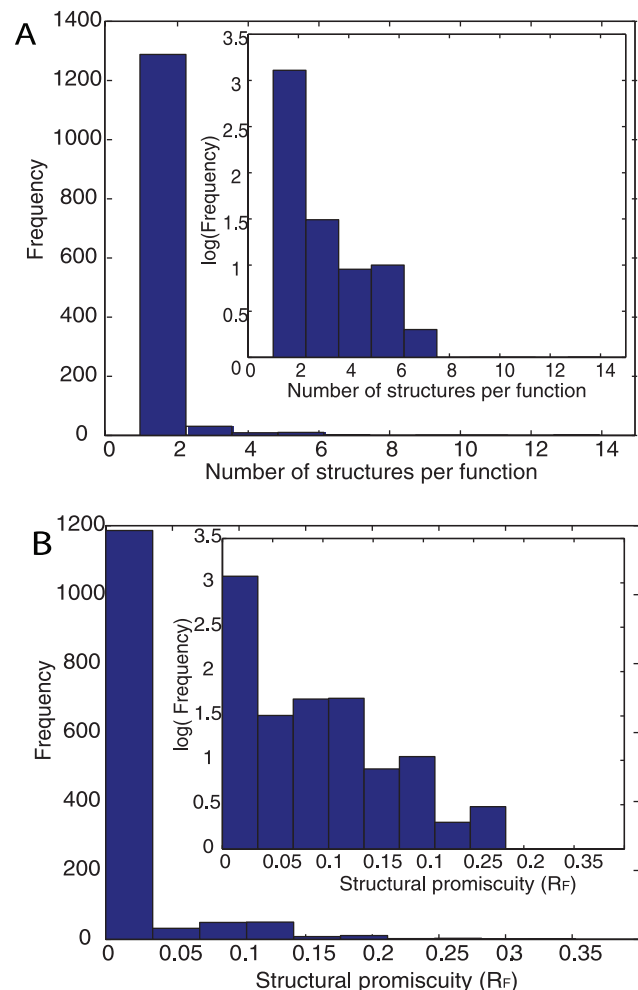 A
1400
1200
1000
800
600
400
200
0
Frequency
0 2 4 6 8 10 12 14
Number of structures per function
3.5
3
2.5
2
1.5
1
0.5
0
log(Frequency)
0 2 4 6 8 10 12 14
Number of structures per function
B
1200
1000
800
600
400
200
0
Frequency
0 0.05 0.1 0.15 0.2 0.25 0.3 0.35
Structural promiscuity (RF)
3.5
3
2.5
2
1.5
1
0.5
0
log( Frequency)
0 0.05 0.1 0.15 0.1 0.25 0.2 0.35
Structural promiscuity (RF)